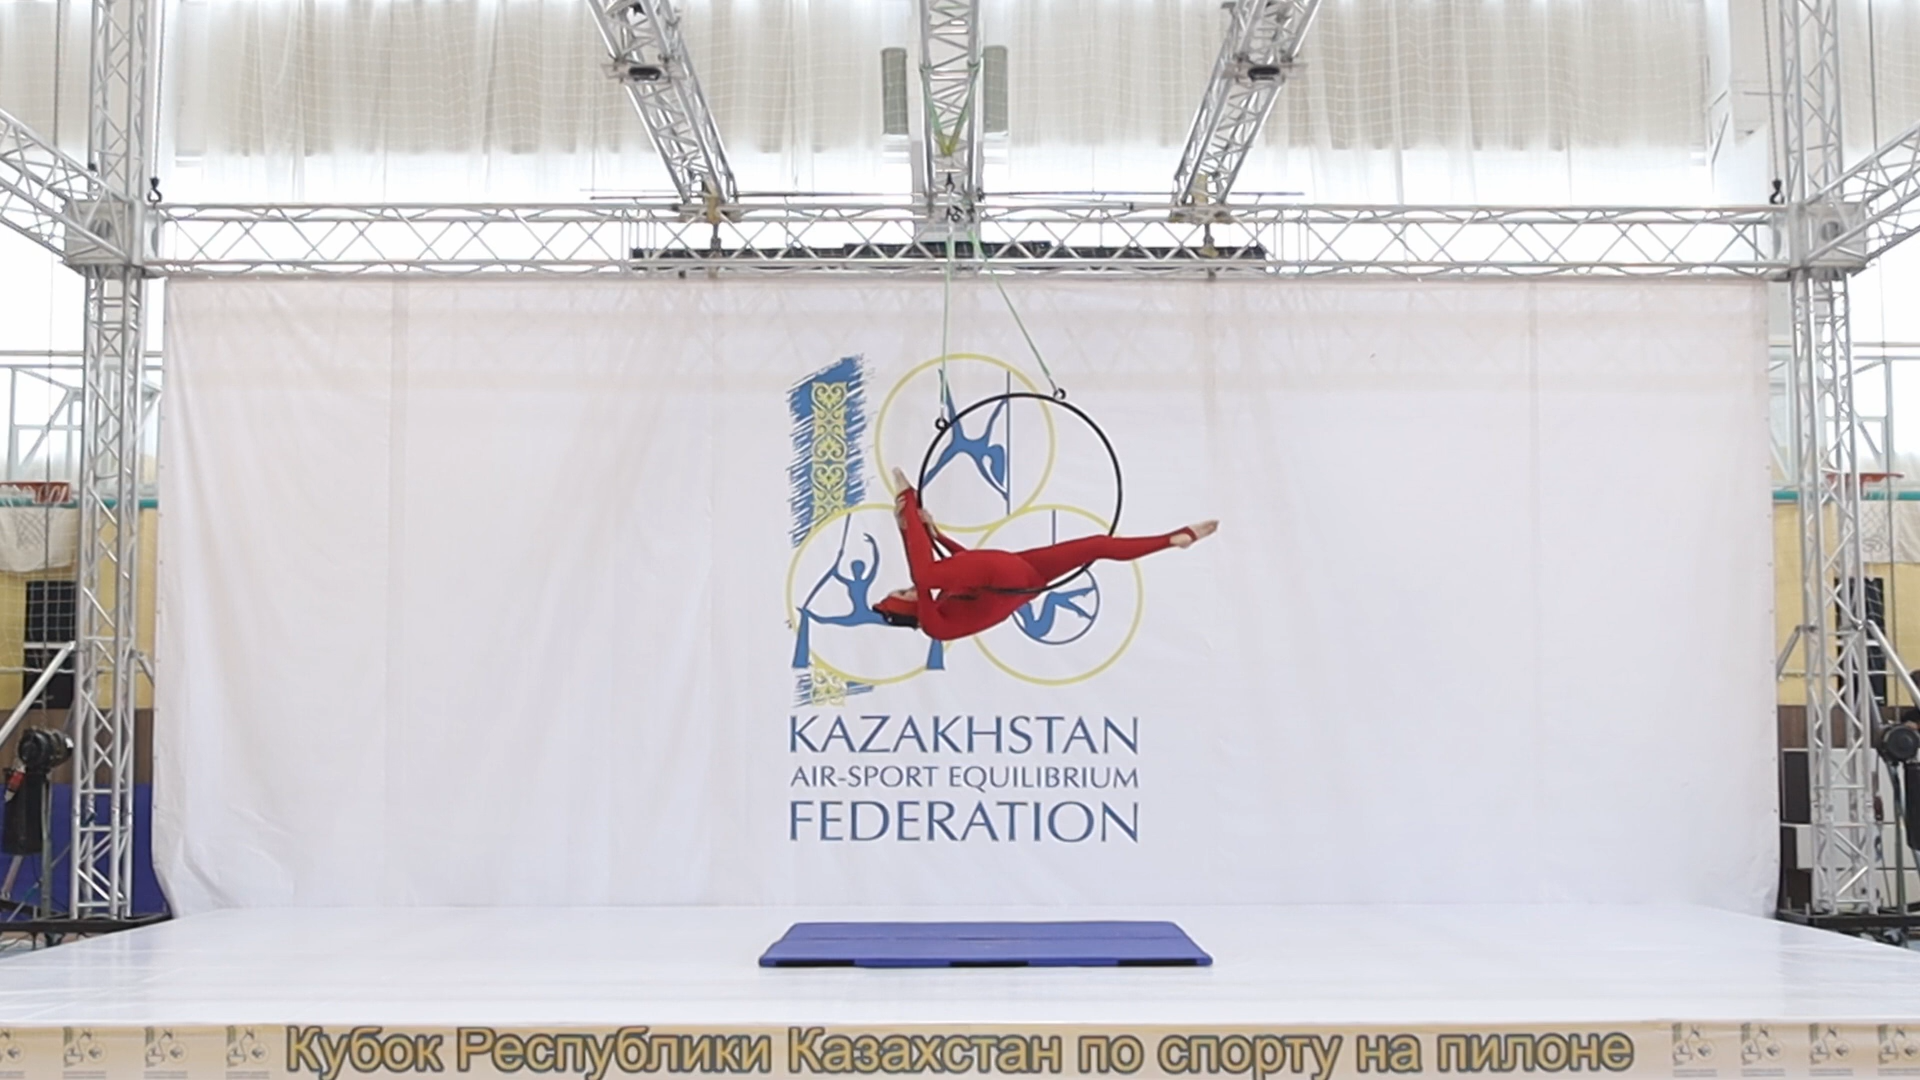 KAZAKHSTAN
AIR-SPORT EQUILIBRIUM
FEDERATION
Кубок Республики Казахстан по спорту на пилоне